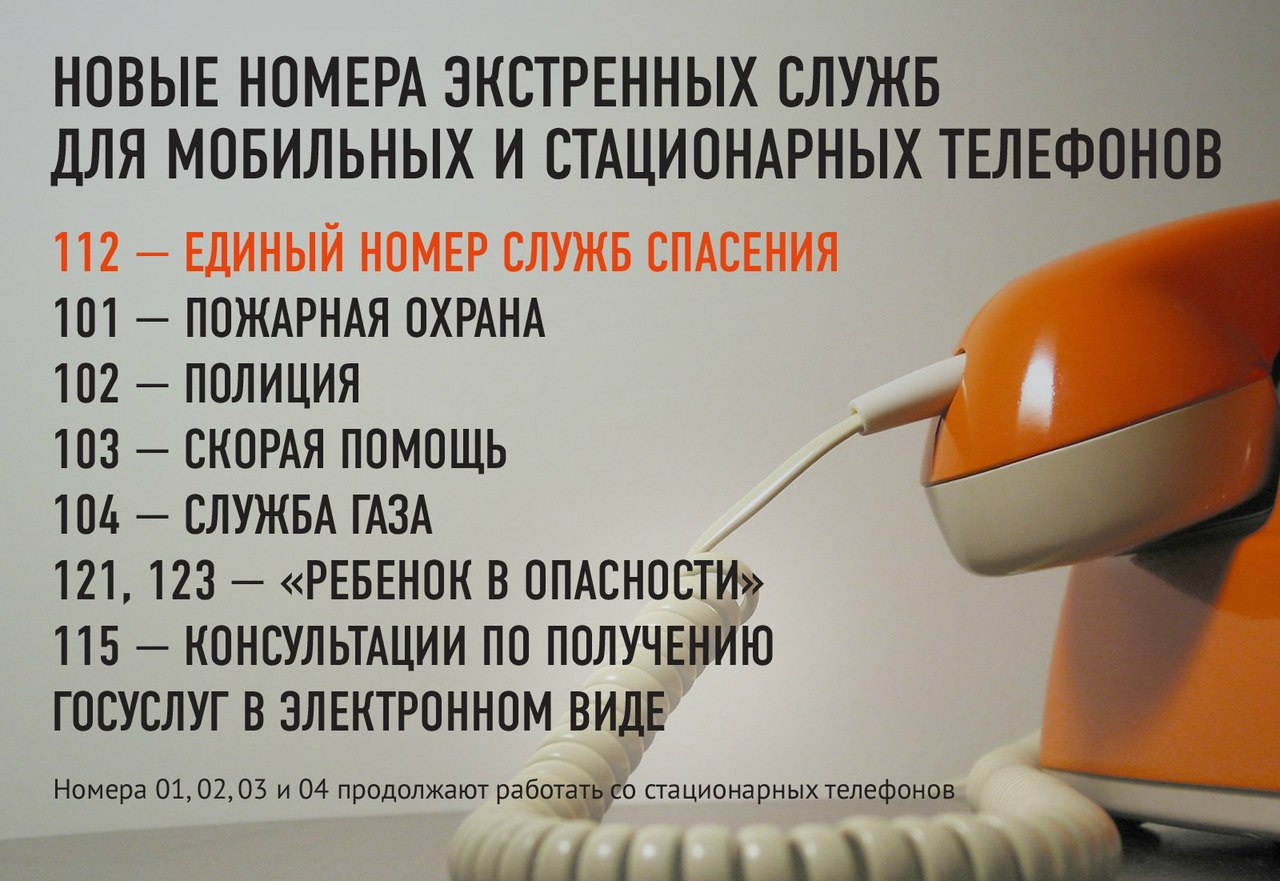 НОВЫЕ НОМЕРА ЭКСТРЕННЫХ СЛУЖБ
ДЛЯ МОБИЛЬНЫХ И СТАЦИОНАРНЫХ ТЕЛЕФОНОВ
112 — ЕДИНЫЙ НОМЕР СЛУЖБ СПАСЕНИЯ
101 — ПОЖАРНАЯ ОХРАНА
102 — ПОЛИЦИЯ
103 — СКОРАЯ ПОМОЩЬ
104 — СЛУЖБА ГАЗА
121, 123 — «РЕБЕНОК В ОПАСНОСТИ»
115 — КОНСУЛЬТАЦИИ ПО ПОЛУЧЕНИЮ
ГОСУСЛУГ В ЭЛЕКТРОННОМ ВИДЕ
Номера 01, 02, 03 и 04 продолжают работать со стационарных телефонов